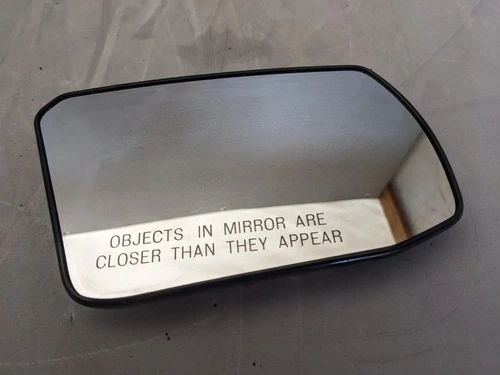 OBJECTS IN MIRROR ARE
CLOSER THAN THEY APPEAR